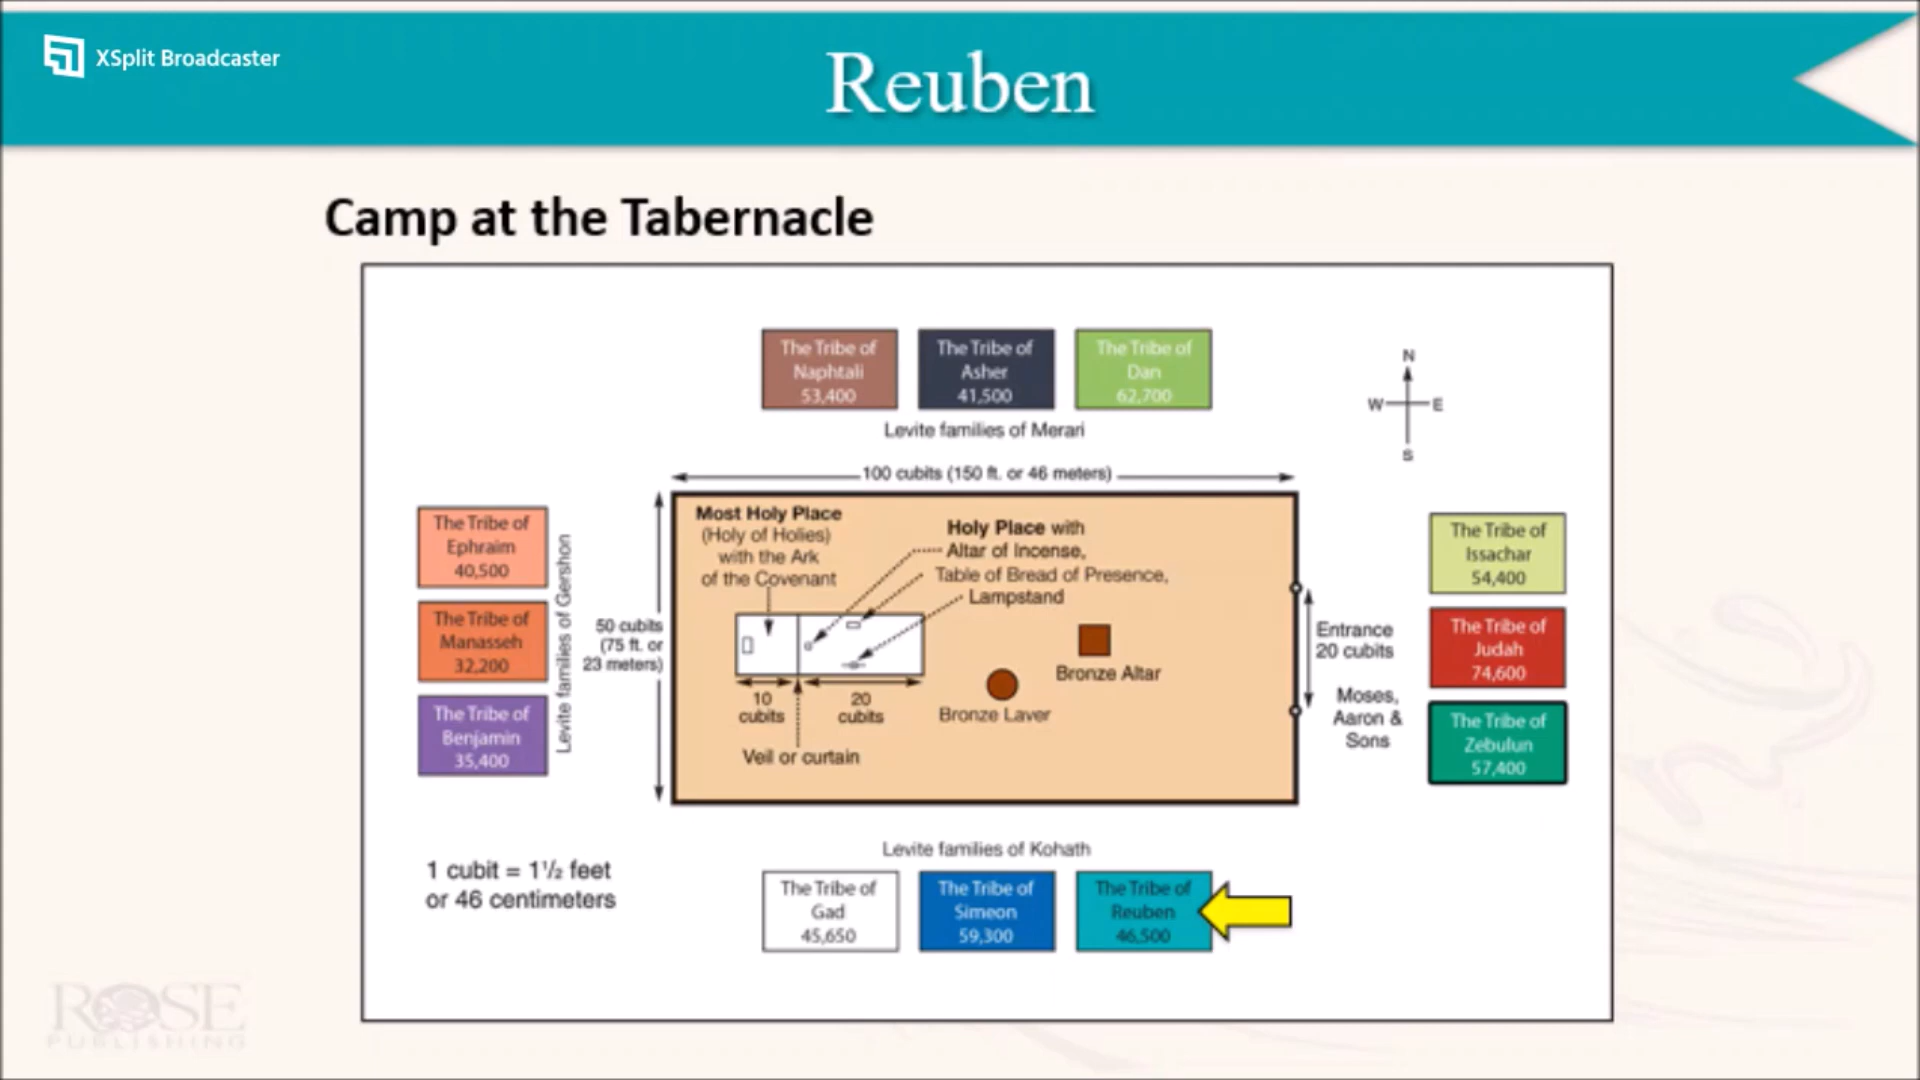 XSplit Broadcaster
Reuben
Camp at the Tabernacle
The Tribe of
Naphtali
53,400
The Tribe of
Asher
41,500
The Tribe of
Dan
62,700
Levite families of Merari
N
W
E
S
100 cubits (150 ft. or 46 meters)
The Tribe of
Ephraim
40,500
The Tribe of
Manasseh
32,200
The Tribe of
Benjamin
35,400
Levite families of Gershon
50 cubits
(75 ft. or
23 meters)
Most Holy Place
(Holy of Holies)
with the Ark
of the Covenant
Holy Place with
Altar of Incense,
Table of Bread of Presence,
Lampstand
10
cubits
20
cubits
Veil or curtain
Bronze Laver
Bronze Altar
Entrance
20 cubits
Moses,
Aaron &
Sons
The Tribe of
Issachar
54,400
The Tribe of
Judah
74,600
The Tribe of
Zebulun
57,400
Levite families of Kohath
1 cubit = 1½ feet
or 46 centimeters
The Tribe of
Gad
45,650
The Tribe of
Simeon
59,300
The Tribe of
Reuben
46,500
ROSE
PUBLISHING